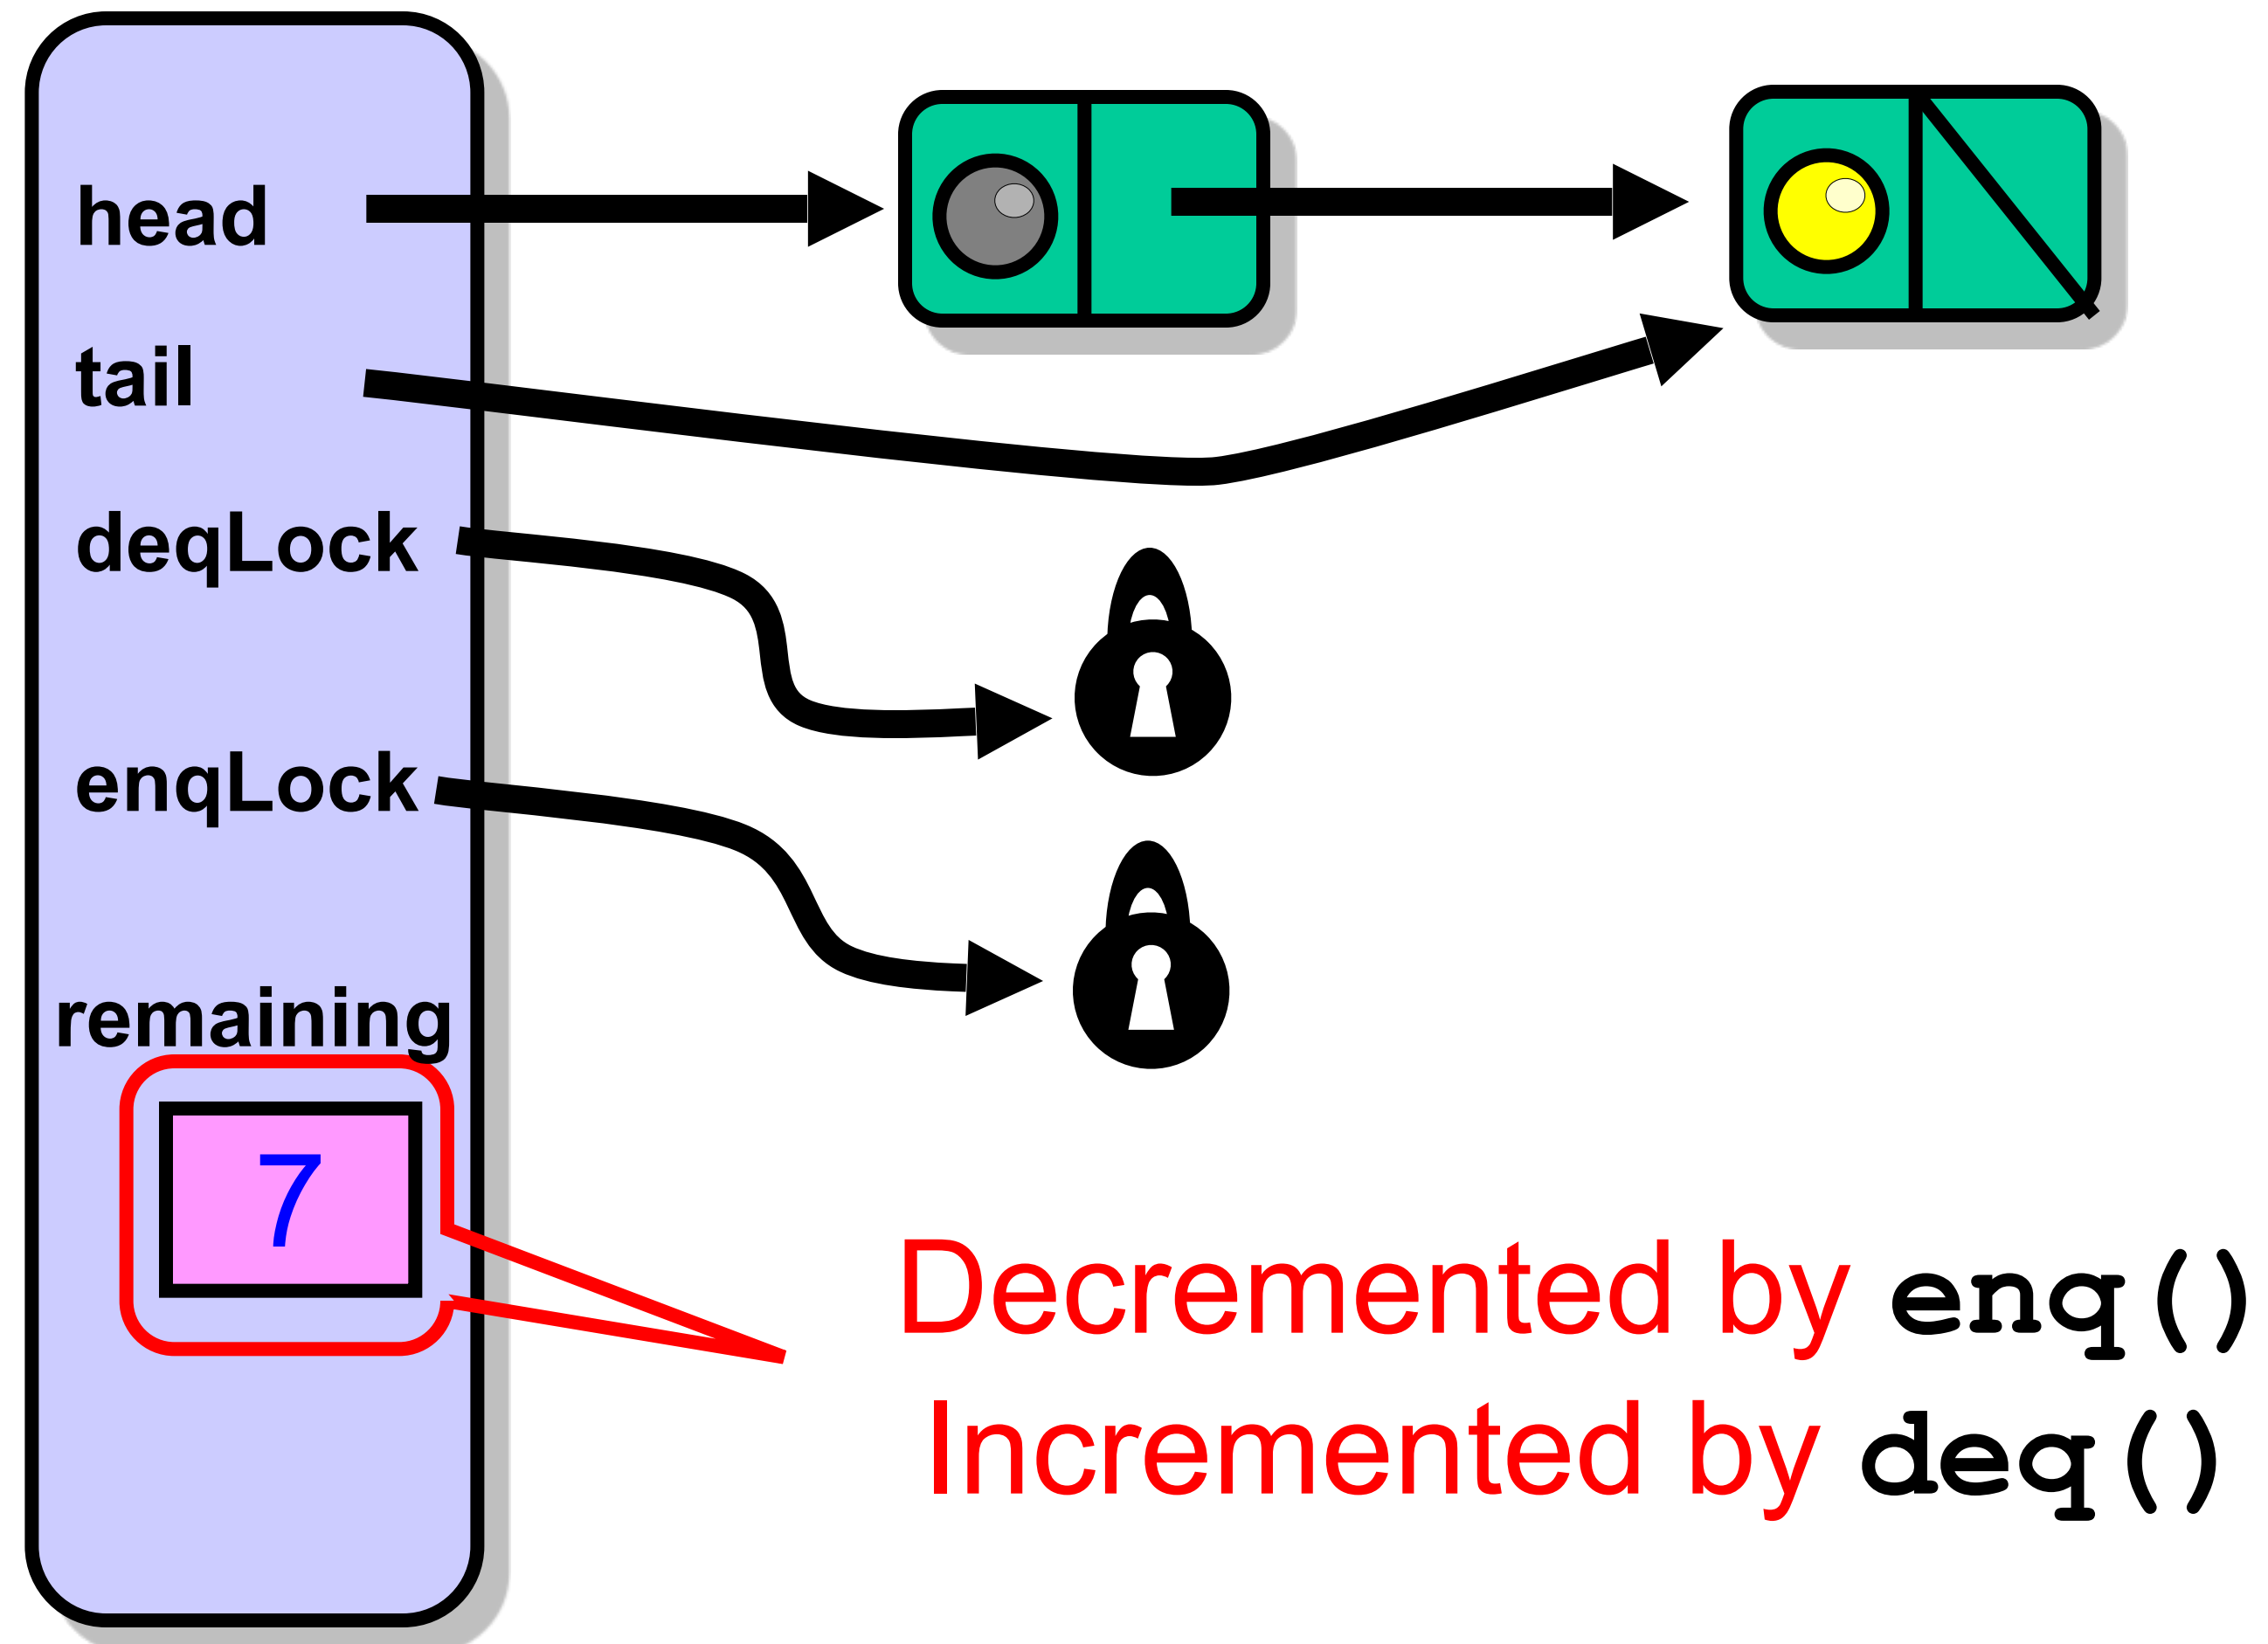 head
tail
deqLock
enqLock
remaining
7
Decremented by enq()
Incremented by deq()